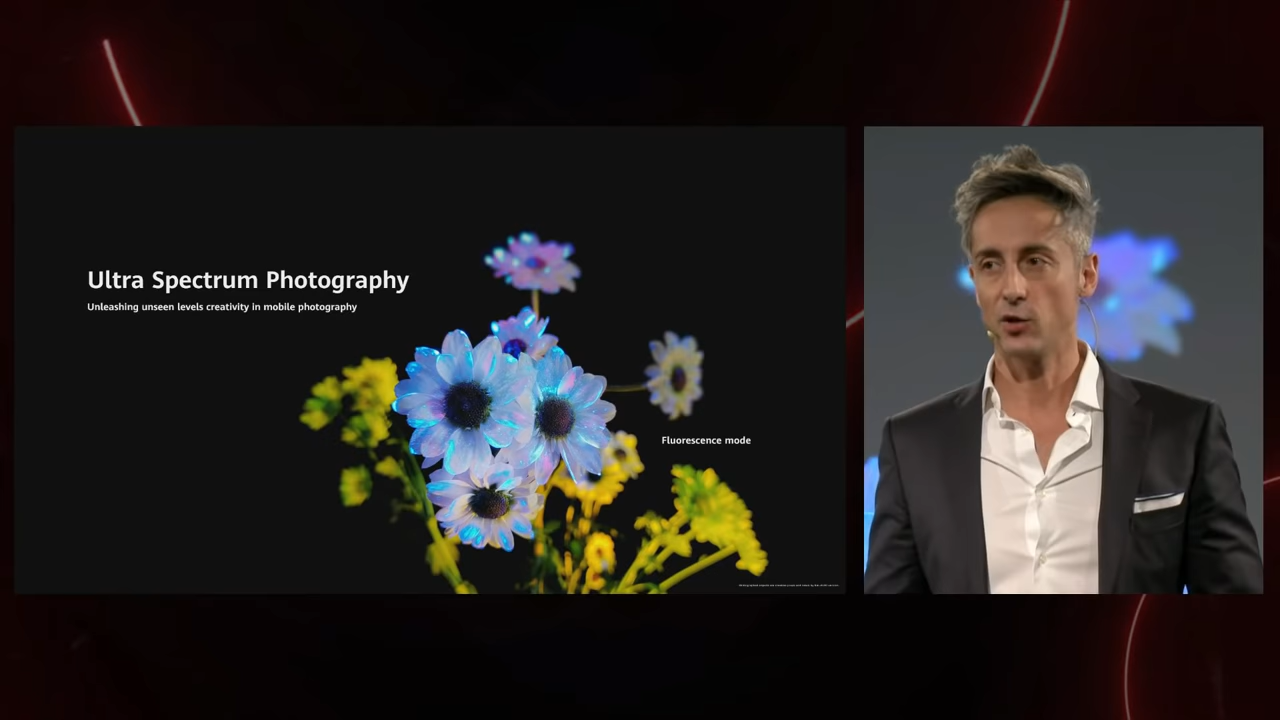 Ultra Spectrum Photography
Unleashing unseen levels creativity in mobile photography
Fluorescence mode